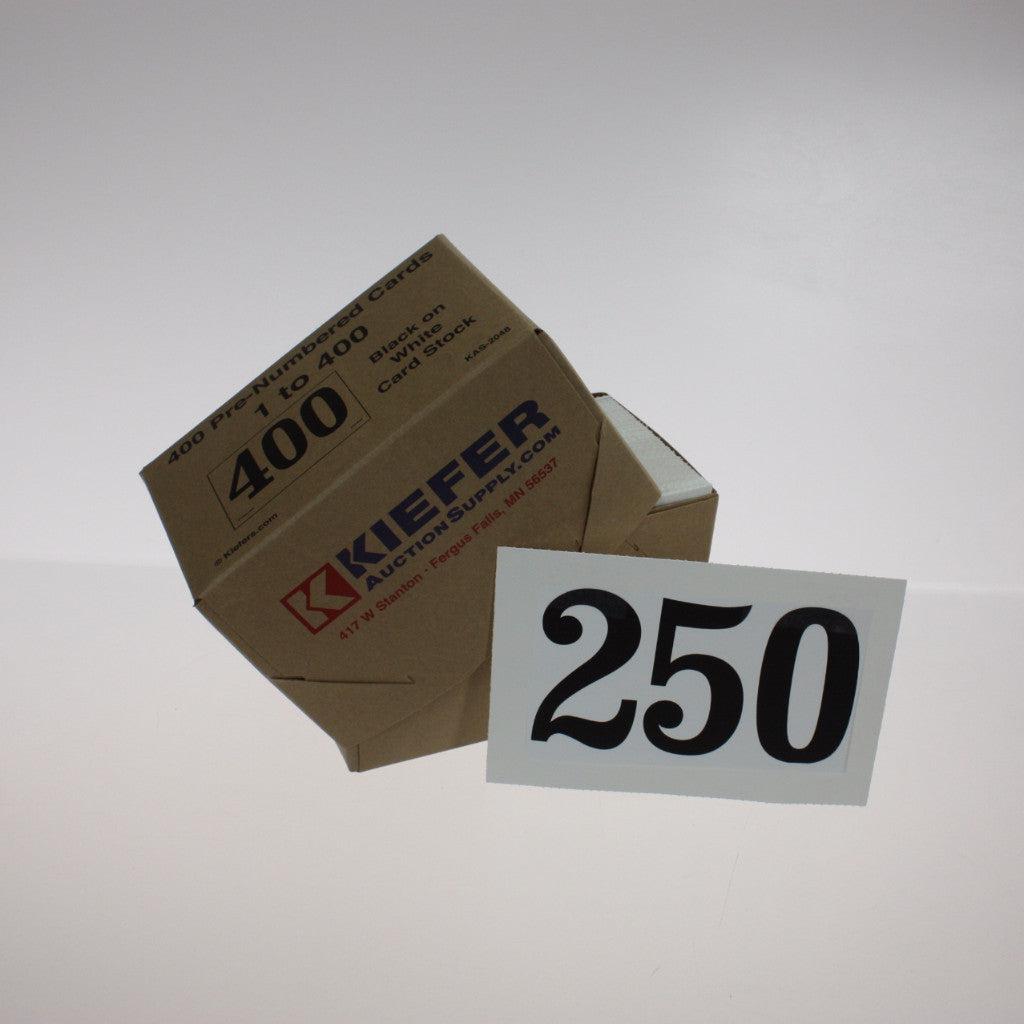 400 Pre-Numbered Cards
1 to 400
400
Black on
White
Card Stock
KAS-2048
© Kiefers.com
K KIEFER
AUCTIONSUPPLY.COM
417 W Stanton · Fergus Falls, MN 56537
250